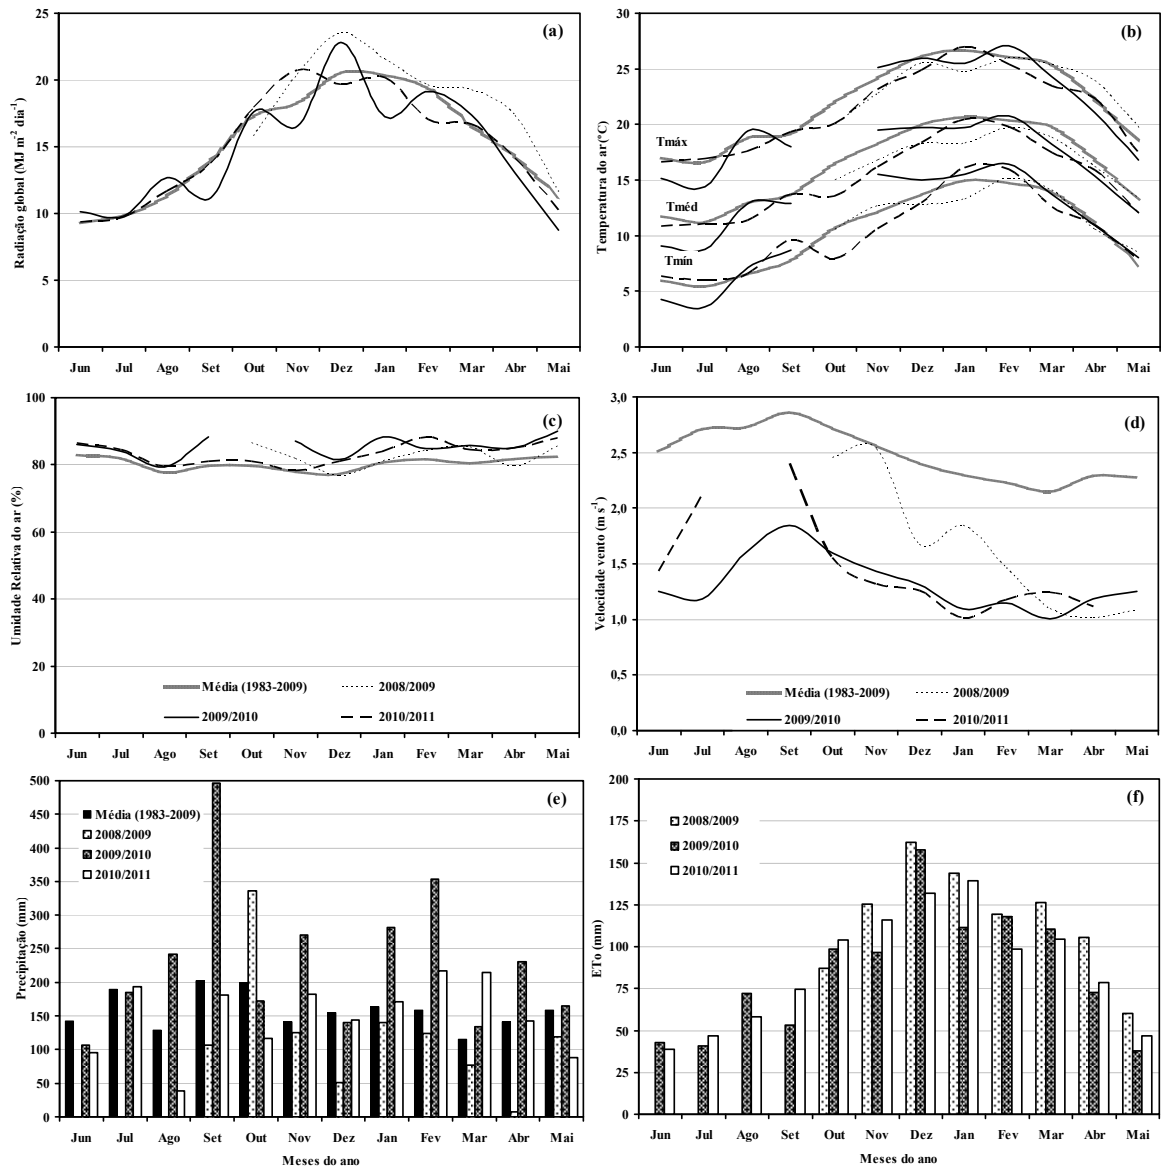 (a)
Radiação global (MJ m⁻² dia⁻¹)
25
20
15
10
5
0
Jun Jul Ago Set Out Nov Dez Jan Fev Mar Abr Mai
(b)
Temperatura do ar (ºC)
30
25
20
15
10
5
0
Tmáx
Tméd
Tmín
Jun Jul Ago Set Out Nov Dez Jan Fev Mar Abr Mai
(c)
Umidade Relativa do ar (%)
100
80
60
40
20
0
Média (1983-2009) 2008/2009
2009/2010 2010/2011
Jun Jul Ago Set Out Nov Dez Jan Fev Mar Abr Mai
(d)
Velocidade vento (m s⁻¹)
3,0
2,5
2,0
1,5
1,0
0,5
0,0
Média (1983-2009) 2008/2009
2009/2010 2010/2011
Jun Jul Ago Set Out Nov Dez Jan Fev Mar Abr Mai
(e)
Precipitação (mm)
500
450
400
350
300
250
200
150
100
50
0
Média (1983-2009)
2008/2009
2009/2010
2010/2011
Jun Jul Ago Set Out Nov Dez Jan Fev Mar Abr Mai
Meses do ano
(f)
ETo (mm)
200
175
150
125
100
75
50
25
0
2008/2009
2009/2010
2010/2011
Jun Jul Ago Set Out Nov Dez Jan Fev Mar Abr Mai
Meses do ano